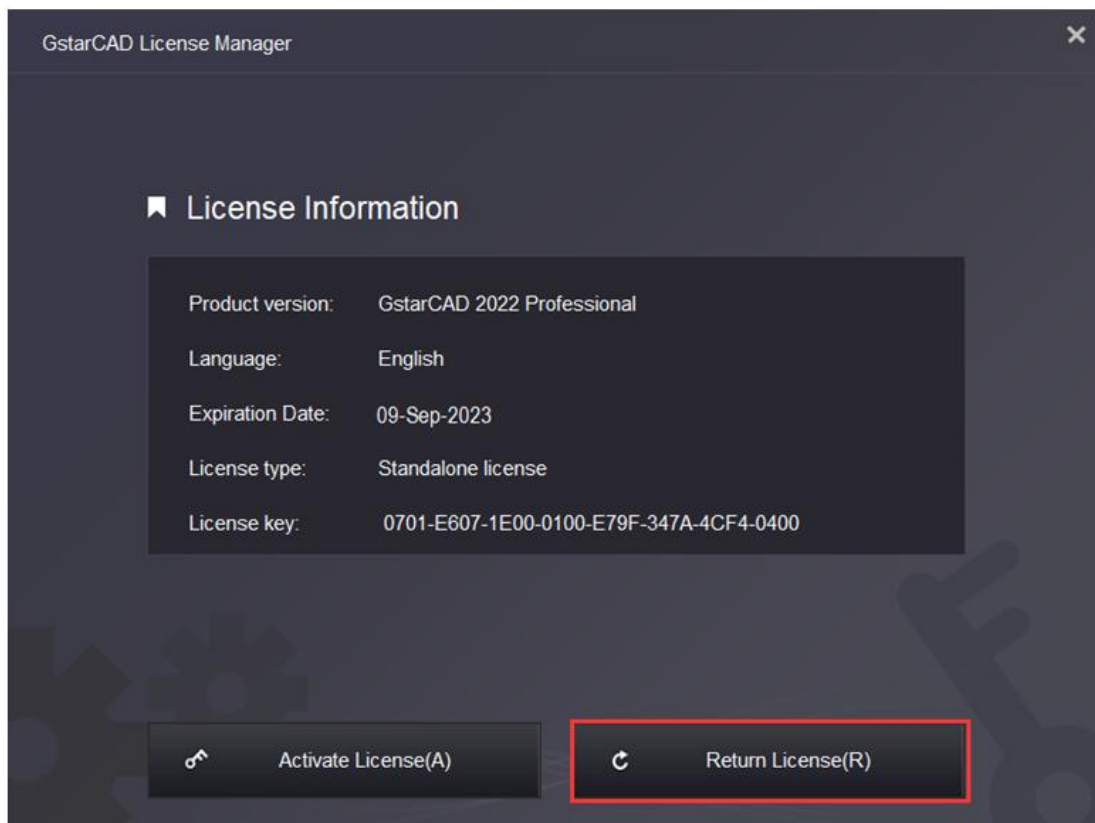 GstarCAD License Manager
License Information
Product version: GstarCAD 2022 Professional
Language: English
Expiration Date: 09-Sep-2023
License type: Standalone license
License key: 0701-E607-1E00-0100-E79F-347A-4CF4-0400
Activate License(A) Return License(R)